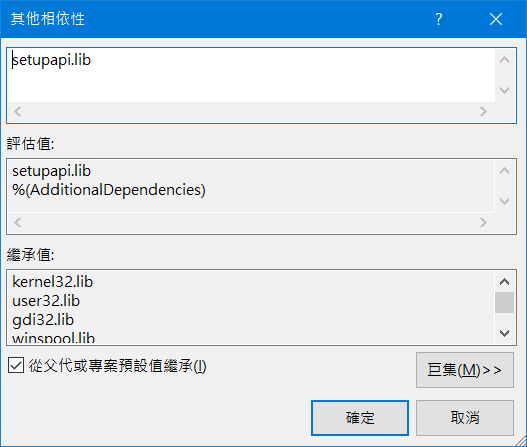 其他相依性
?
setupapi.lib
評估值:
setupapi.lib
%(AdditionalDependencies)
繼承值:
kernel32.lib
user32.lib
gdi32.lib
winspool.lib
從父代或專案預設值繼承(I)
巨集(M)>>
確定
取消